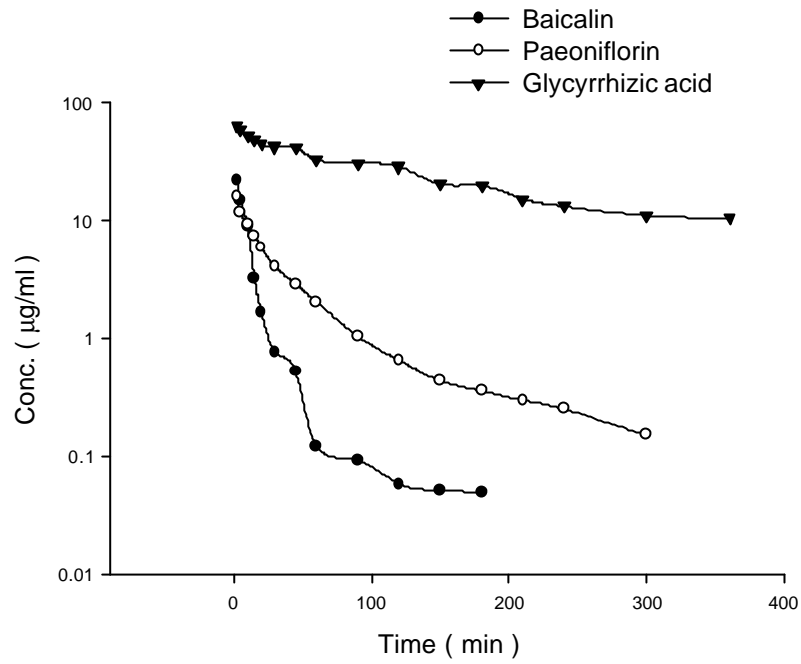 Baicalin
Paeoniflorin
Glycyrrhizic acid
100
10
1
0.1
0.01
Conc. ( µg/ml )
0 100 200 300 400
Time ( min )